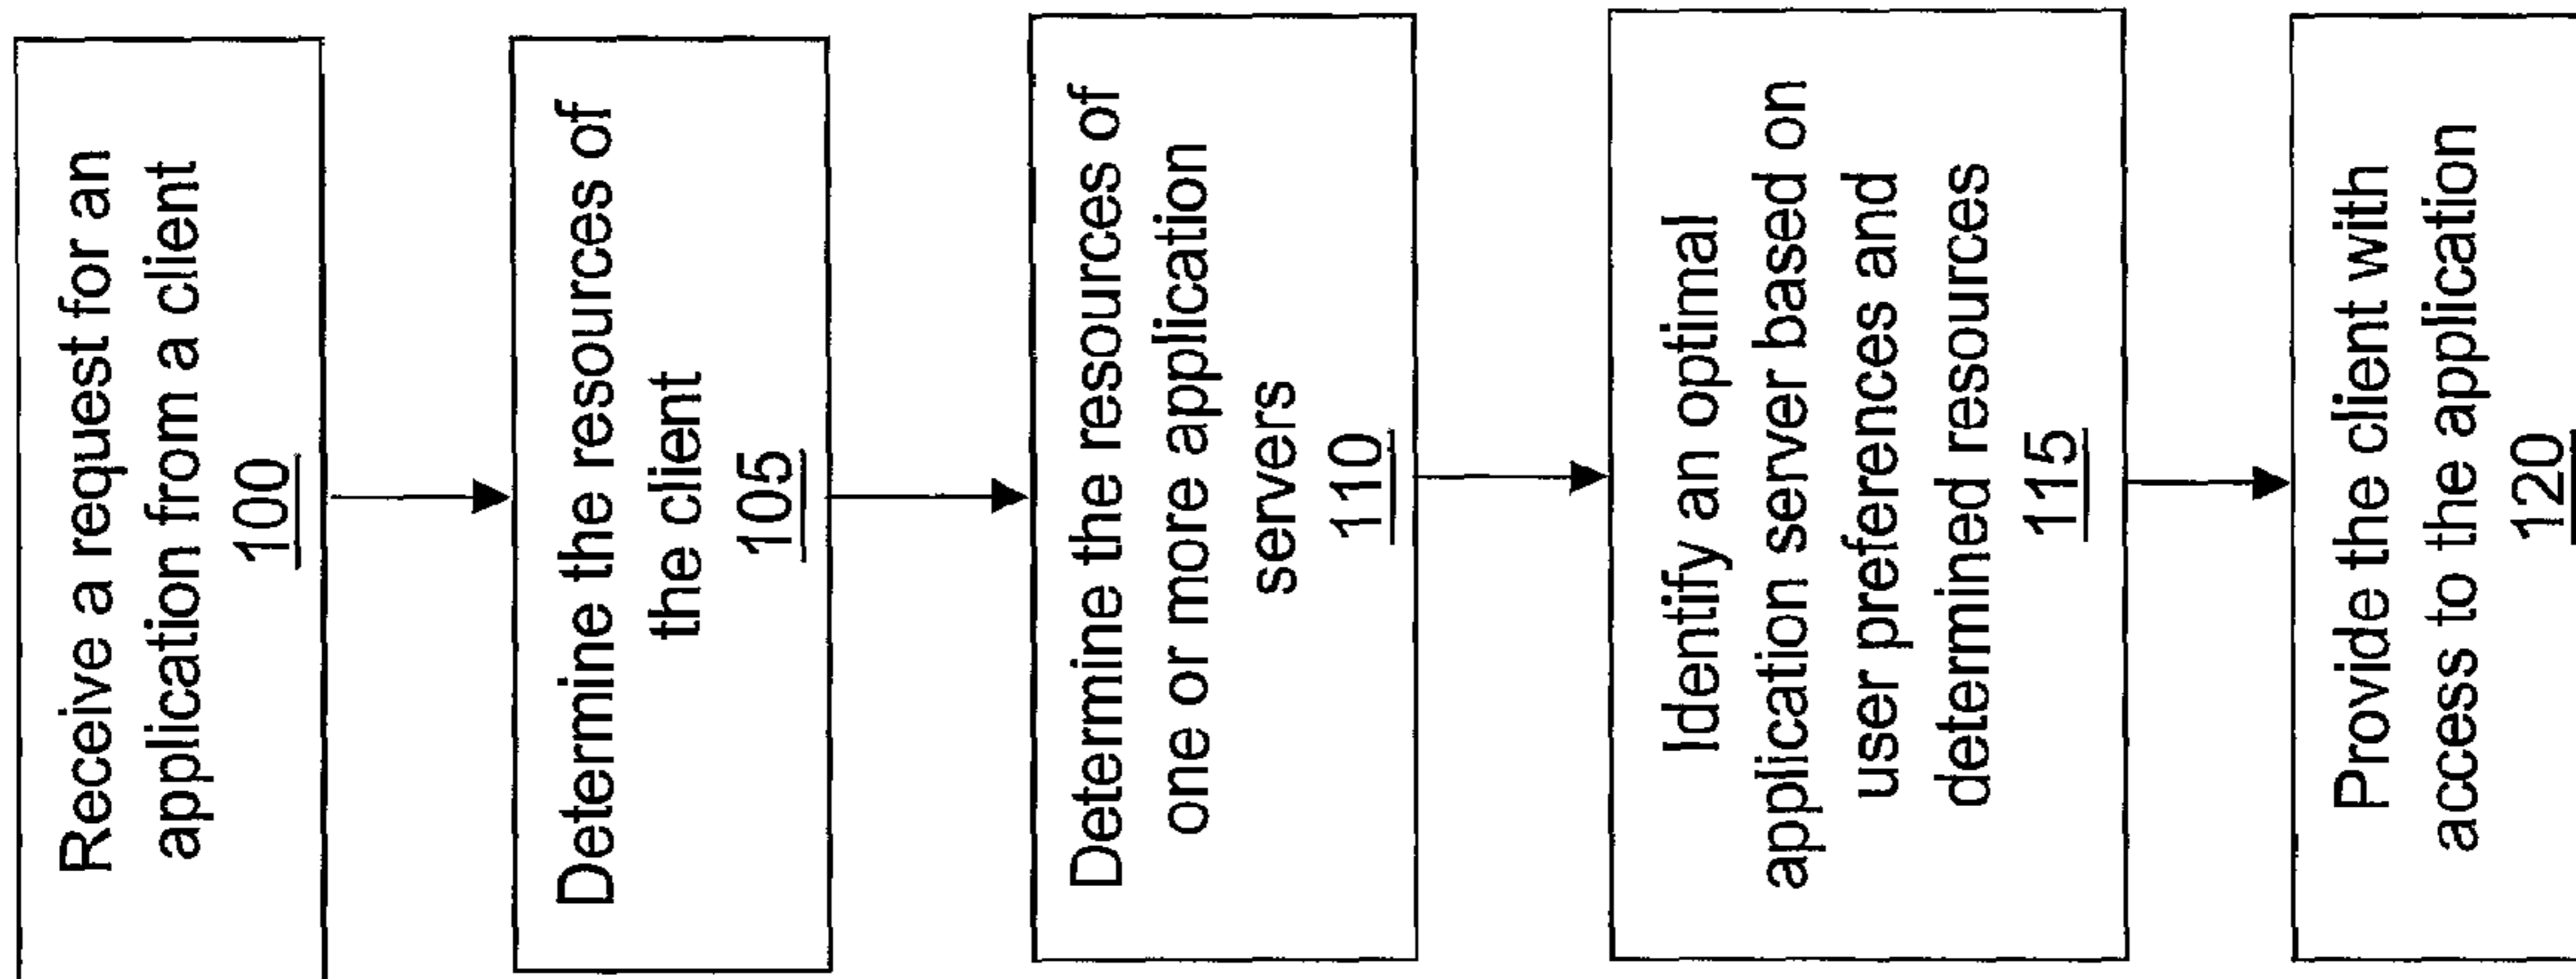 Receive a request for an
application from a client
100
Determine the resources of
the client
105
Determine the resources of
one or more application
servers
110
Identify an optimal
application server based on
user preferences and
determined resources
115
Provide the client with
access to the application
120